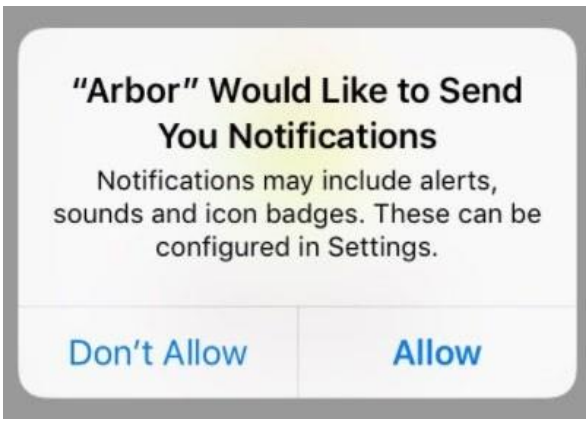 “Arbor” Would Like to Send
You Notifications
Notifications may include alerts,
sounds and icon badges. These can be
configured in Settings.
Don’t Allow
Allow